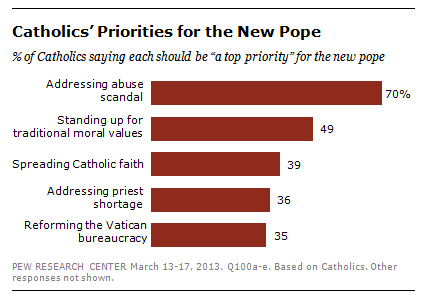 Catholics’ Priorities for the New Pope
% of Catholics saying each should be “a top priority” for the new pope
Addressing abuse
scandal
70%
Standing up for
traditional moral values
49
Spreading Catholic faith
39
Addressing priest
shortage
36
Reforming the Vatican
bureaucracy
35
PEW RESEARCH CENTER March 13-17, 2013. Q100a-e. Based on Catholics. Other
responses not shown.